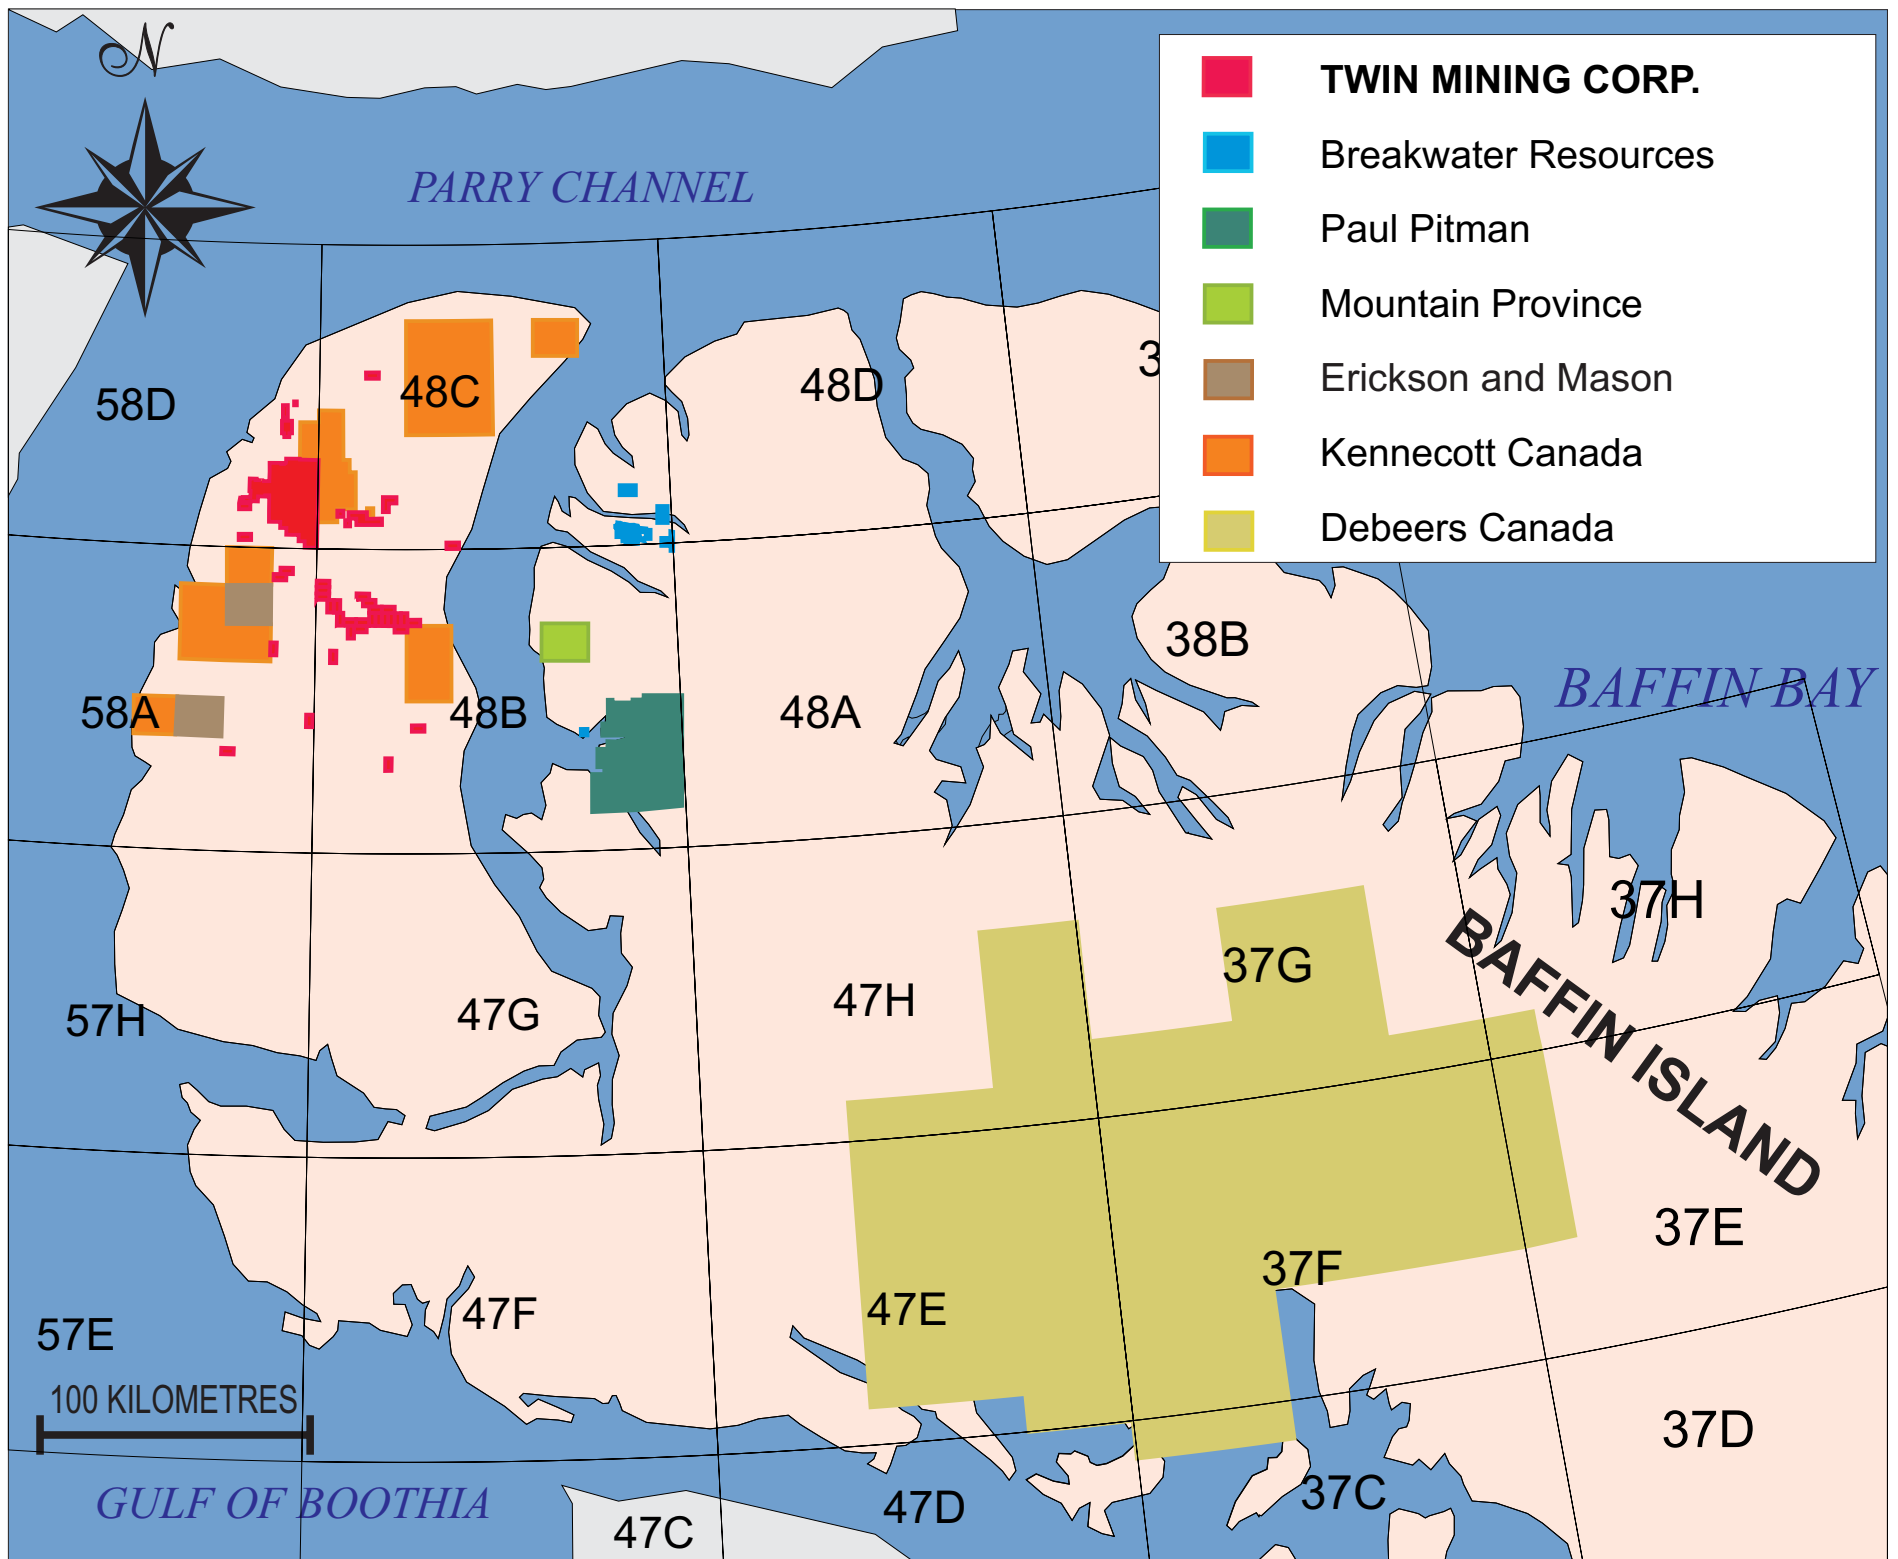 N
TWIN MINING CORP.
Breakwater Resources
Paul Pitman
Mountain Province
Erickson and Mason
Kennecott Canada
Debeers Canada
PARRY CHANNEL
58D
48C
48D
3
38B
BAFFIN BAY
58A
48B
48A
37H
BAFFIN ISLAND
37G
57H
47G
47H
37E
37F
47E
47F
57E
100 KILOMETRES
37D
37C
GULF OF BOOTHIA
47D
47C